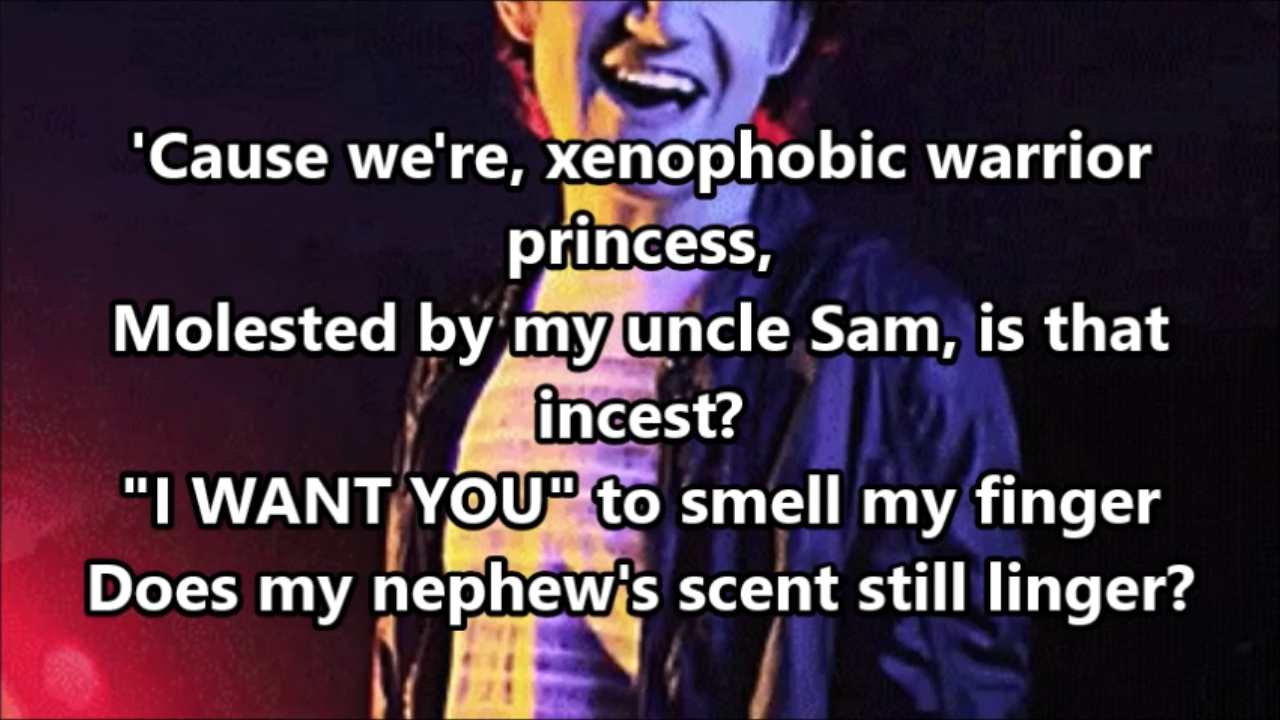 'Cause we're, xenophobic warrior
princess,
Molested by my uncle Sam, is that
incest?
"I WANT YOU" to smell my finger
Does my nephew's scent still linger?